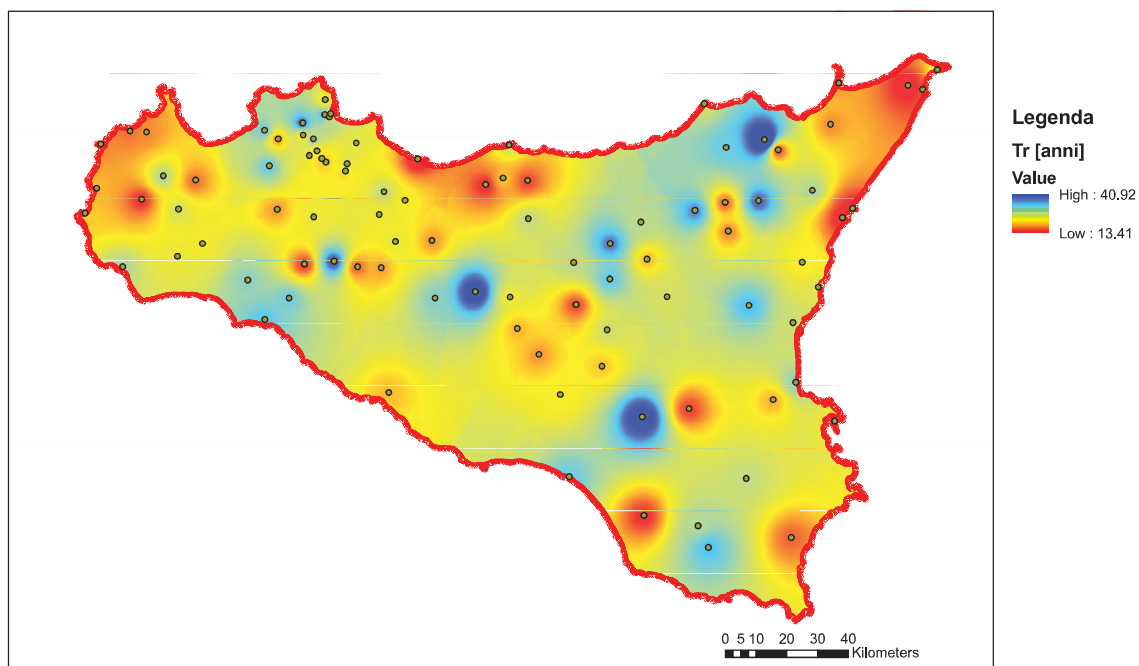 Legenda
Tr [anni]
Value
High : 40.92
Low : 13.41
0 5 10 20 30 40
Kilometers